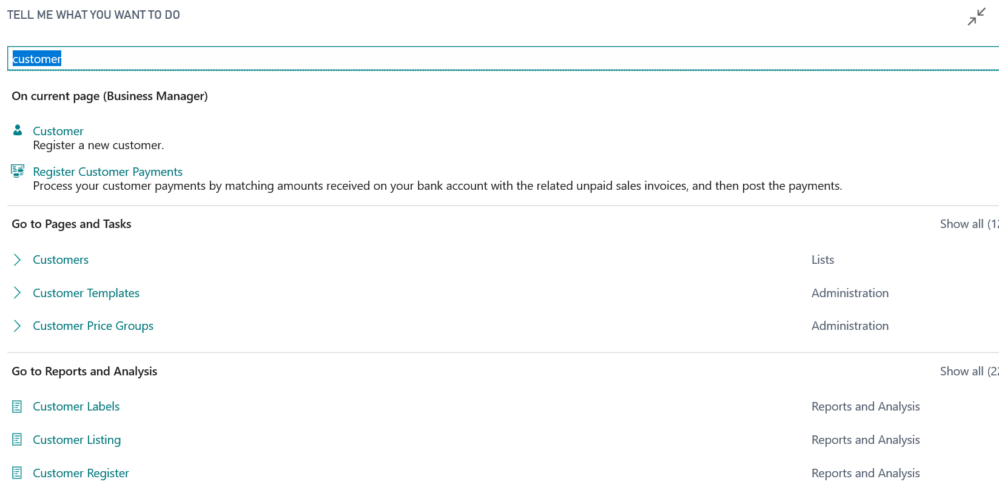 TELL ME WHAT YOU WANT TO DO
customer
On current page (Business Manager)
Customer
Register a new customer.
Register Customer Payments
Process your customer payments by matching amounts received on your bank account with the related unpaid sales invoices, and then post the payments.
Go to Pages and Tasks Show all (12
Customers Lists
Customer Templates Administration
Customer Price Groups Administration
Go to Reports and Analysis Show all (22
Customer Labels Reports and Analysis
Customer Listing Reports and Analysis
Customer Register Reports and Analysis